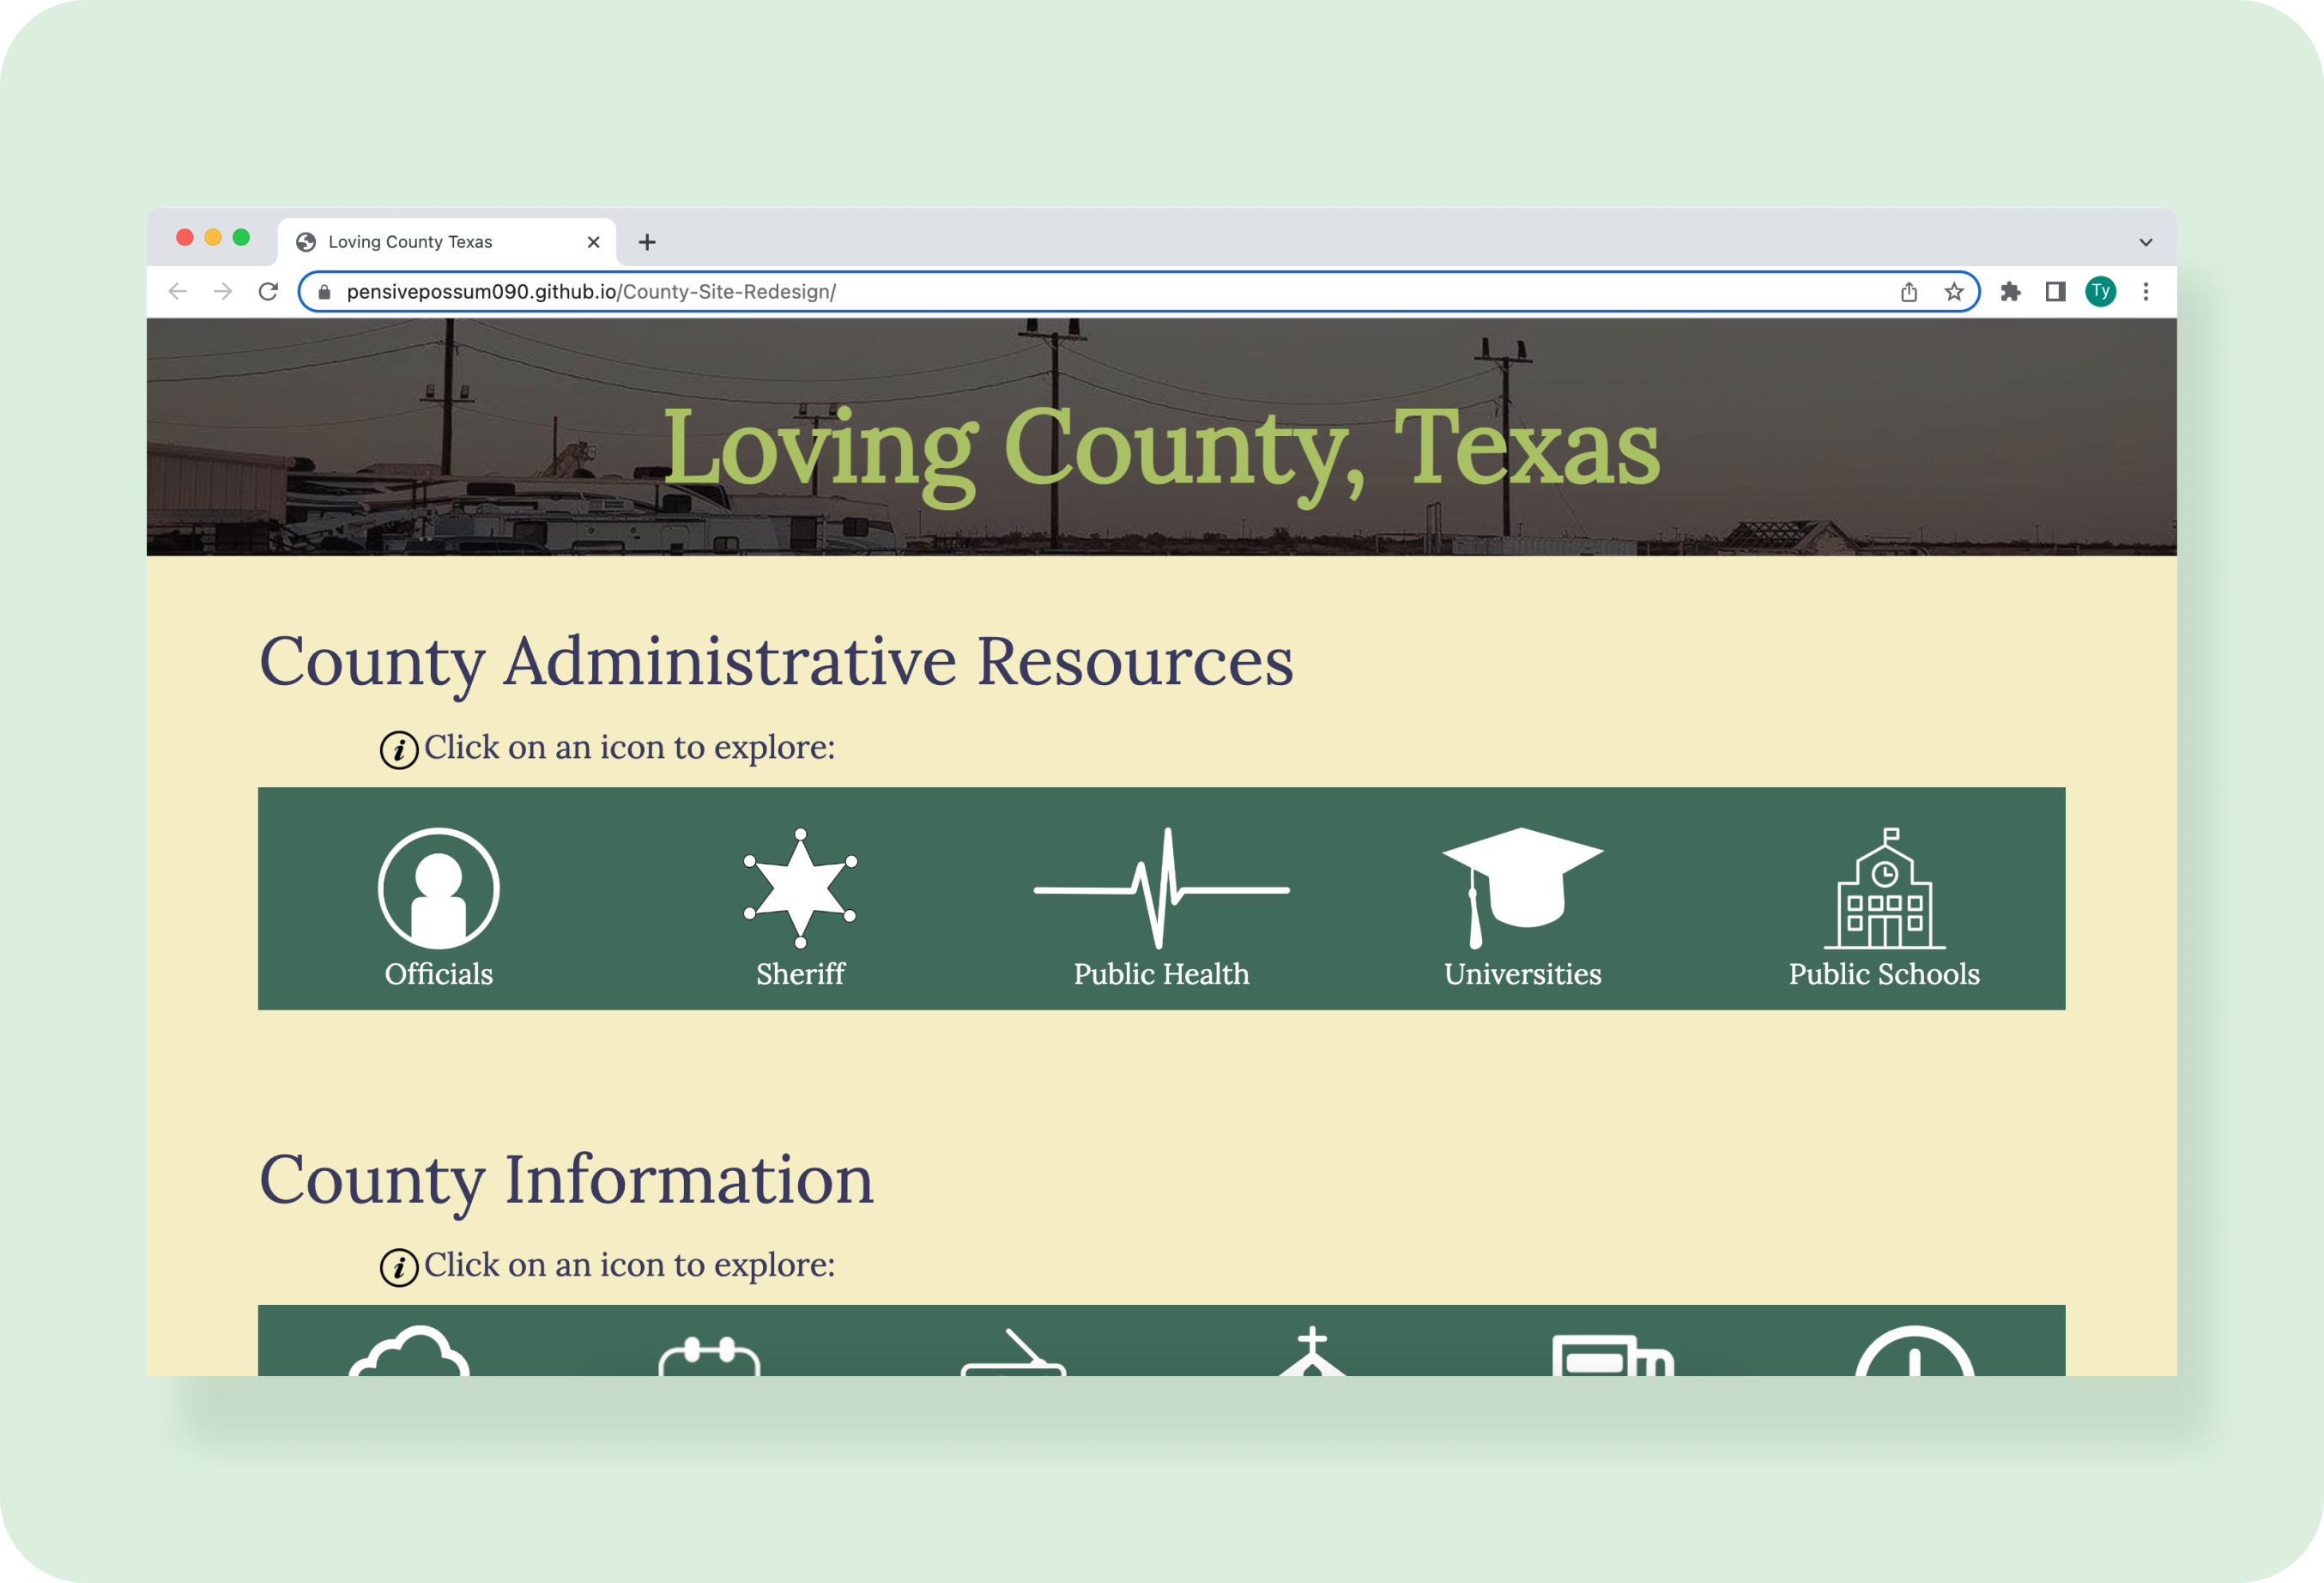 Loving County Texas
pensivepossum090.github.io/County-Site-Redesign/
Ty
Loving County, Texas
County Administrative Resources
i Click on an icon to explore:
Officials
Sheriff
Public Health
Universities
Public Schools
County Information
i Click on an icon to explore: